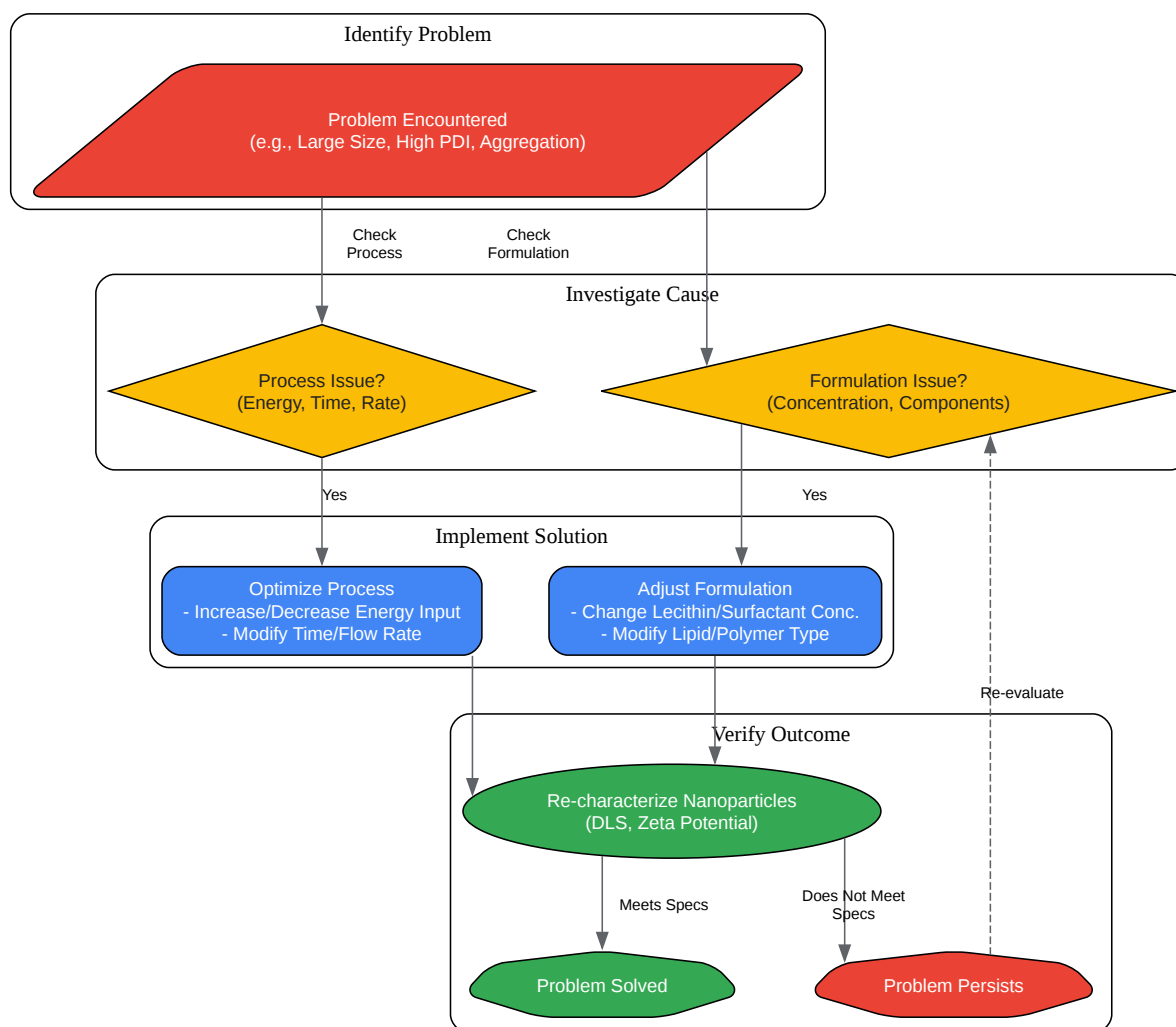 Identify Problem
Problem Encountered
(e.g., Large Size, High PDI, Aggregation)
Check
Process
Check
Formulation
Investigate Cause
Process Issue?
(Energy, Time, Rate)
Formulation Issue?
(Concentration, Components)
Yes
Yes
Implement Solution
Optimize Process
- Increase/Decrease Energy Input
- Modify Time/Flow Rate
Adjust Formulation
- Change Lecithin/Surfactant Conc.
- Modify Lipid/Polymer Type
Re-evaluate
Verify Outcome
Re-characterize Nanoparticles
(DLS, Zeta Potential)
Meets Specs
Does Not Meet
Specs
Problem Solved
Problem Persists